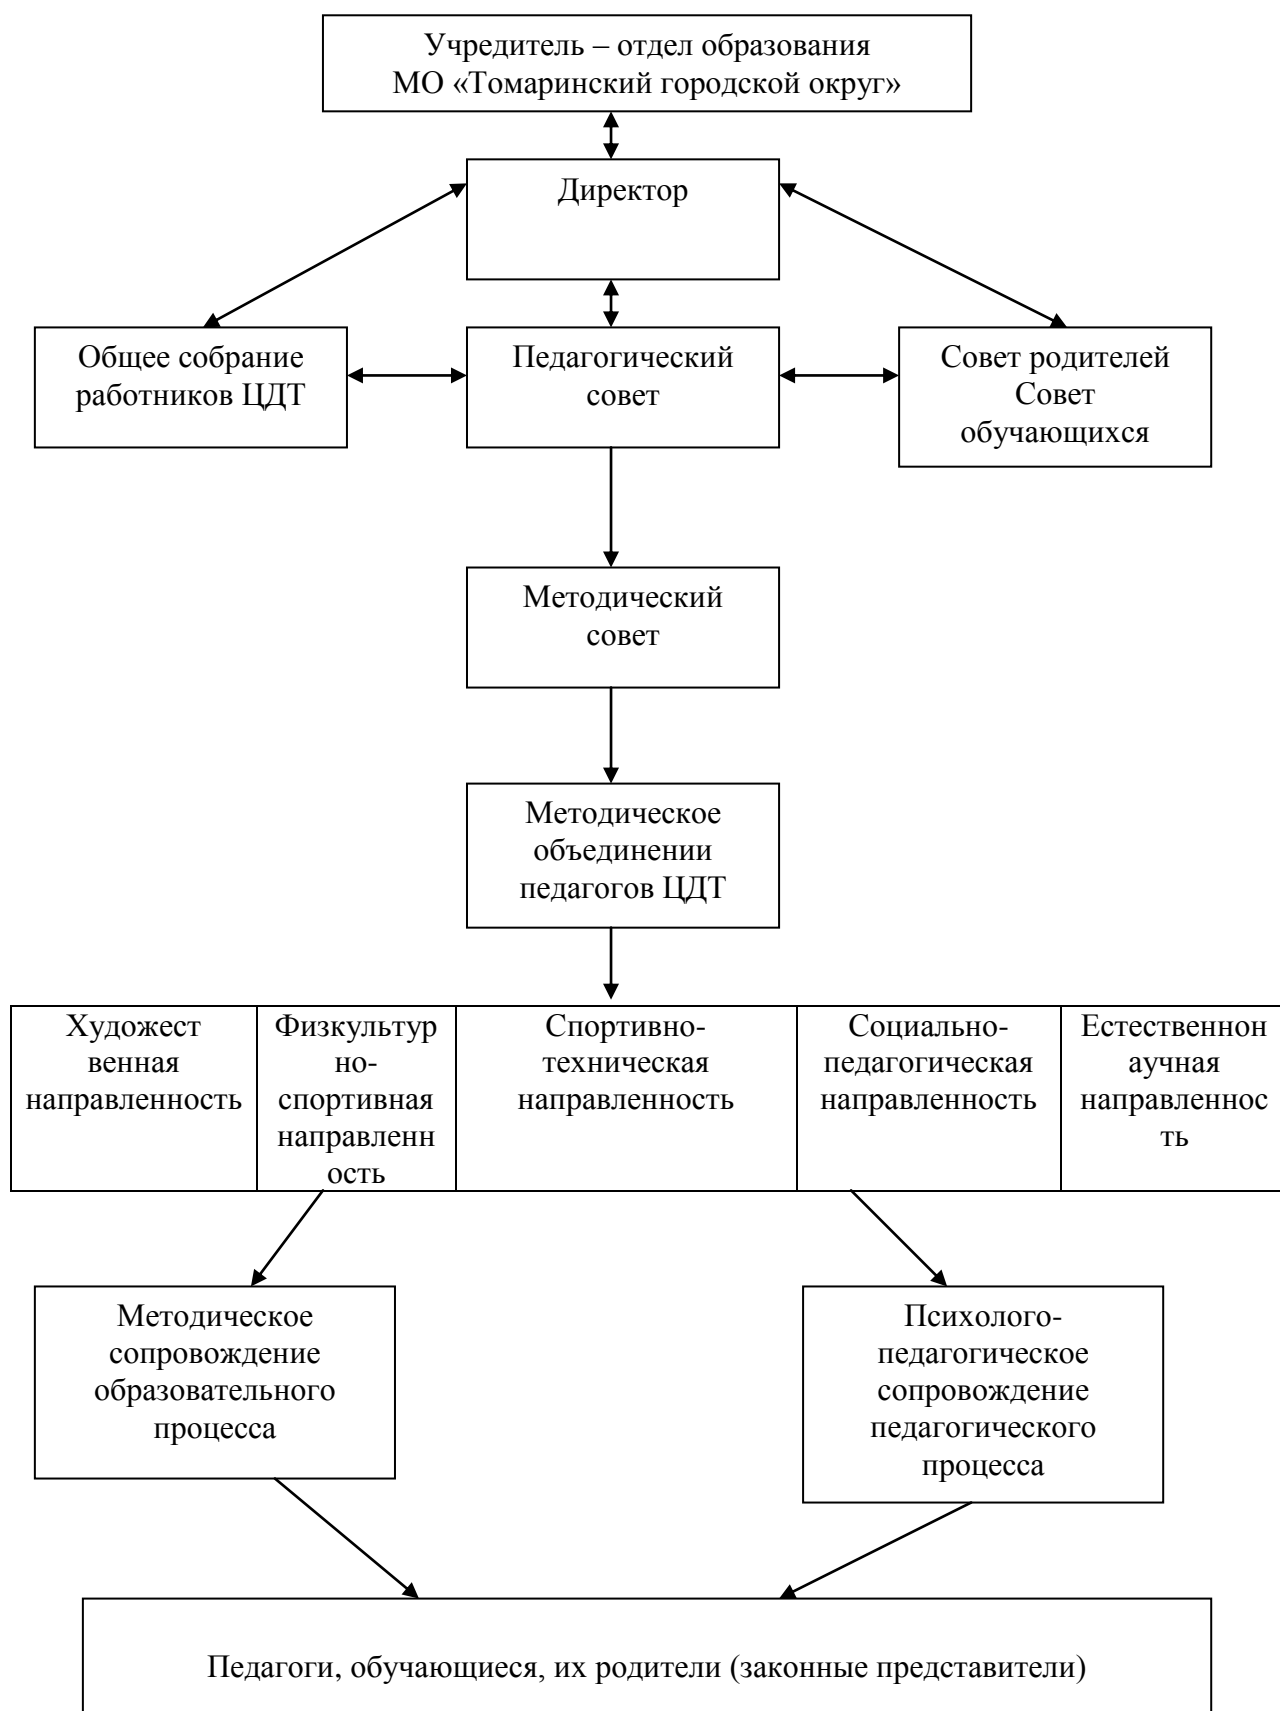 Учредитель – отдел образования
МО «Томаринский городской округ»
Директор
Общее собрание
работников ЦДТ
Педагогический
совет
Совет родителей
Совет
обучающихся
Методический
совет
Методическое
объединении
педагогов ЦДТ
Художест
венная
направленность
Физкультур
но-
спортивная
направленн
ость
Спортивно-
техническая
направленность
Социально-
педагогическая
направленность
Естественнон
аучная
направленнос
ть
Методическое
сопровождение
образовательного
процесса
Психолого-
педагогическое
сопровождение
педагогического
процесса
Педагоги, обучающиеся, их родители (законные представители)